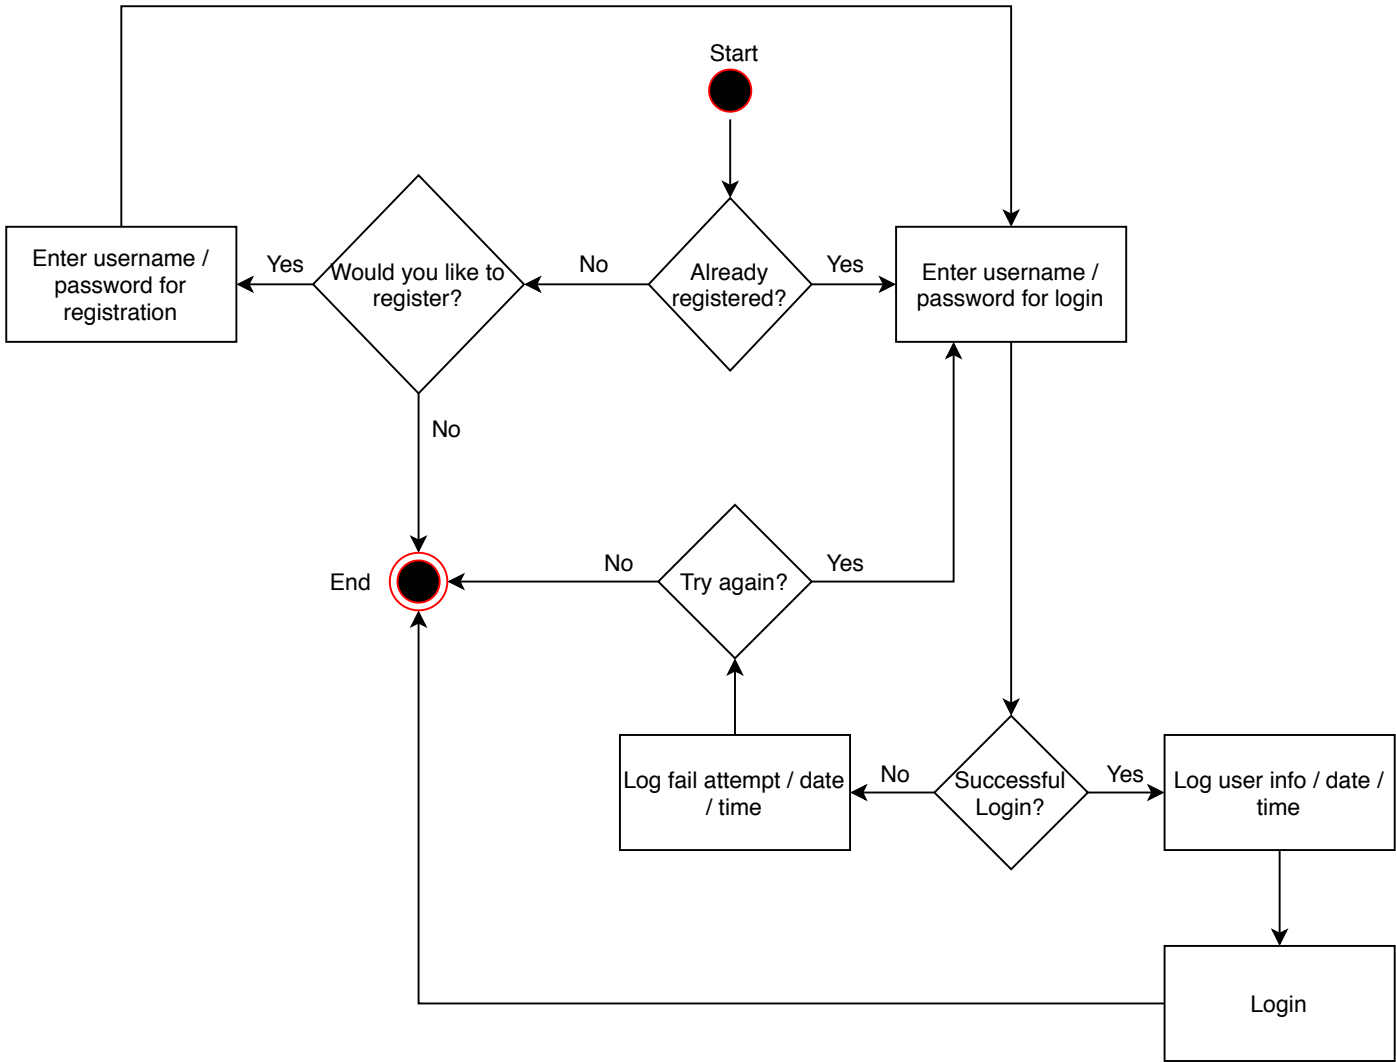 Start
Enter username /
password for
registration
Yes
Would you like to
register?
No
Already
registered?
Yes
Enter username /
password for login
No
End
No
Try again?
Yes
Log fail attempt / date
/ time
No
Successful
Login?
Yes
Log user info / date /
time
Login